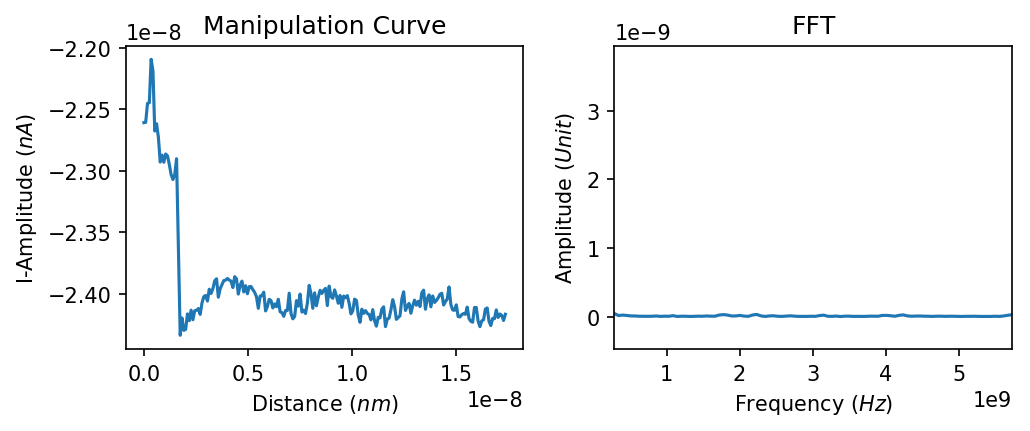 Manipulation Curve
1e−8
−2.20
−2.25
−2.30
−2.35
−2.40
I-Amplitude (nA)
0.0 0.5 1.0 1.5
1e−8
Distance (nm)
FFT
1e−9
3
2
1
0
Amplitude (Unit)
1 2 3 4 5
1e9
Frequency (Hz)